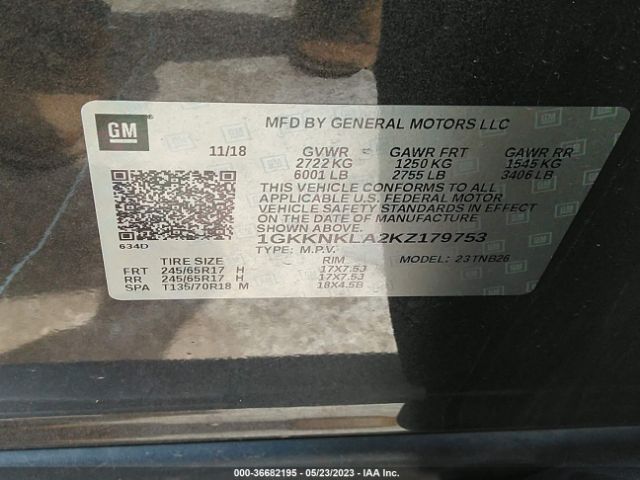 GM
MFD BY GENERAL MOTORS LLC
11/18 GVWR GAWR FRT GAWR RR
2722 KG 1250 KG 1545 KG
6001 LB 2755 LB 3406 LB
THIS VEHICLE CONFORMS TO ALL
APPLICABLE U.S. FEDERAL MOTOR
VEHICLE SAFETY STANDARDS IN EFFECT
ON THE DATE OF MANUFACTURE
SHOWN ABOVE.
1GKKNKLA2KZ179753
634D
TYPE: M.P.V. MODEL: 23TNB26
TIRE SIZE RIM
FRT 245/65R17 H 17X7.5J
RR 245/65R17 H 17X7.5J
SPA T135/70R18 M 18X4.5B
000-36682195 - 05/23/2023 - IAA Inc.